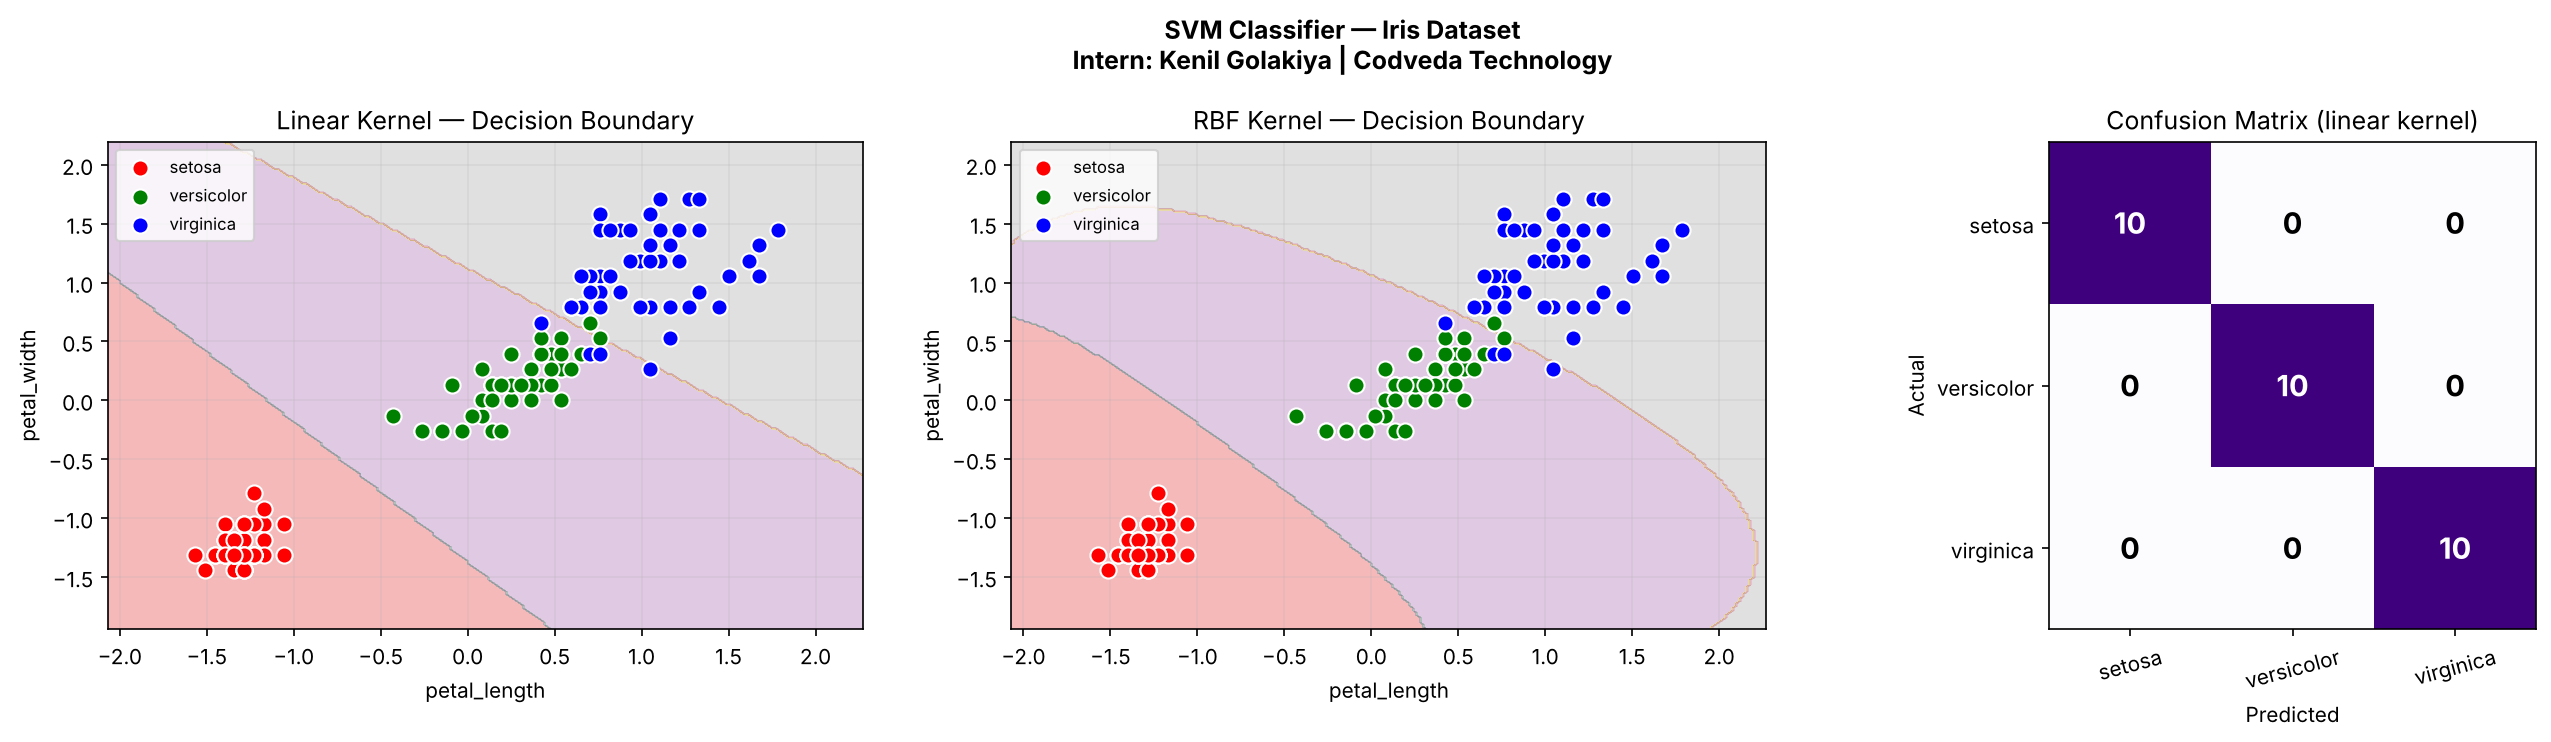 SVM Classifier — Iris Dataset
Intern: Kenil Golakiya | Codveda Technology
Linear Kernel — Decision Boundary
setosa
versicolor
virginica
2.0
1.5
1.0
0.5
0.0
−0.5
−1.0
−1.5
petal_width
−2.0 −1.5 −1.0 −0.5 0.0 0.5 1.0 1.5 2.0
petal_length
RBF Kernel — Decision Boundary
setosa
versicolor
virginica
2.0
1.5
1.0
0.5
0.0
−0.5
−1.0
−1.5
petal_width
−2.0 −1.5 −1.0 −0.5 0.0 0.5 1.0 1.5 2.0
petal_length
Confusion Matrix (linear kernel)
Actual
setosa 10 0 0
versicolor 0 10 0
virginica 0 0 10
setosa versicolor virginica
Predicted